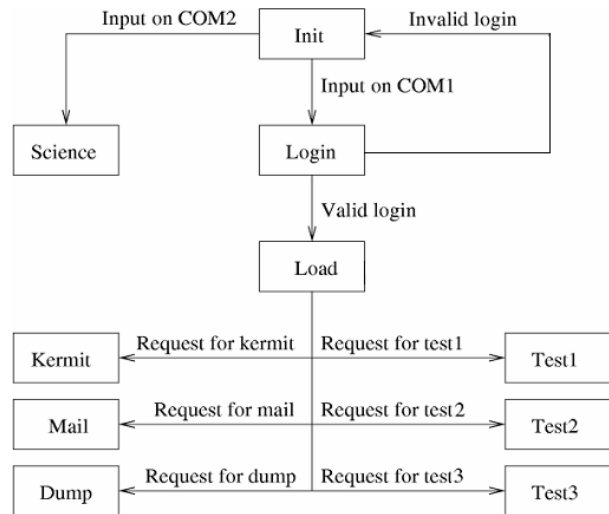 Input on COM2
Init
Invalid login
Input on COM1
Science
Login
Valid login
Load
Kermit
Request for kermit
Request for test1
Test1
Mail
Request for mail
Request for test2
Test2
Dump
Request for dump
Request for test3
Test3